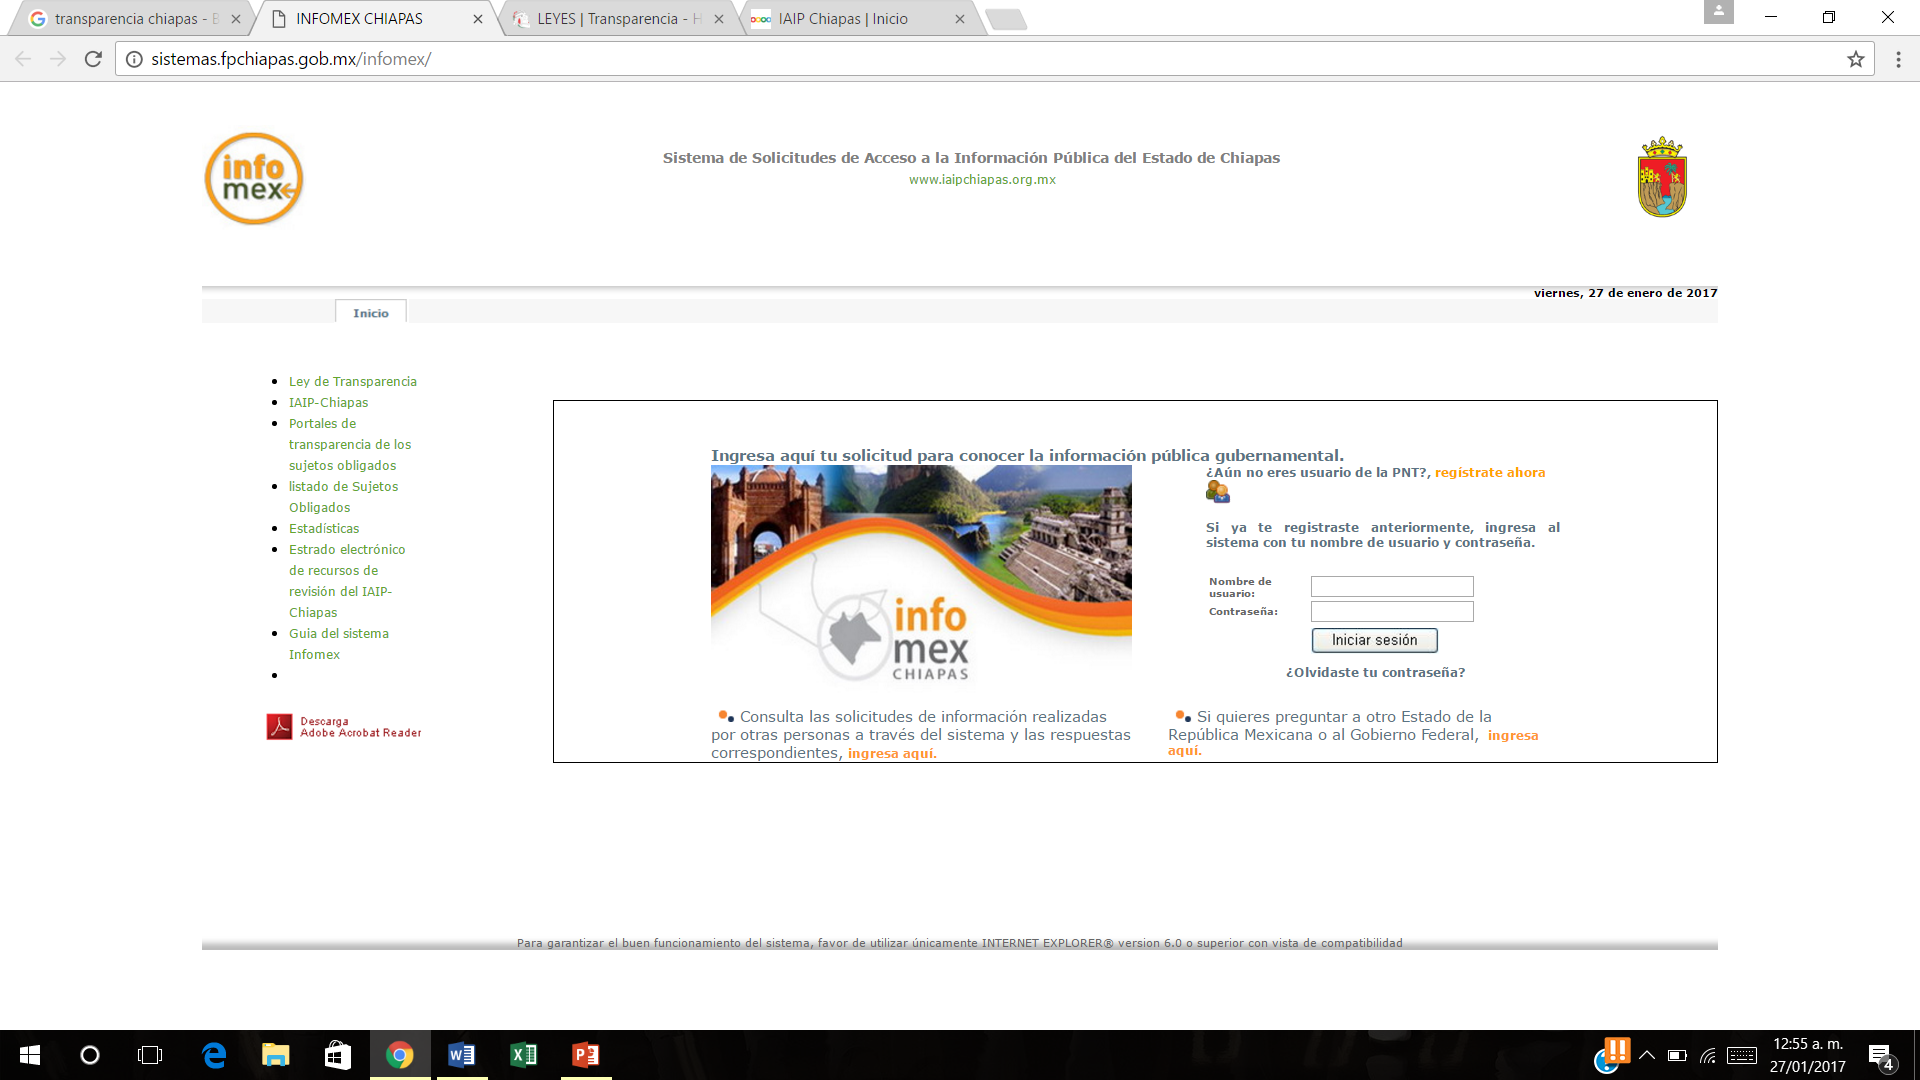 transparencia chiapas - B
INFOMEX CHIAPAS
LEYES | Transparencia - H
IAIP Chiapas | Inicio
sistemas.fpchiapas.gob.mx/infomex/
info
mex
Sistema de Solicitudes de Acceso a la Información Pública del Estado de Chiapas
www.iaipchiapas.org.mx
viernes, 27 de enero de 2017
Inicio
Ley de Transparencia
IAIP-Chiapas
Portales de
transparencia de los
sujetos obligados
listado de Sujetos
Obligados
Estadísticas
Estrado electrónico
de recursos de
revisión del IAIP-
Chiapas
Guia del sistema
Infomex
Descarga
Adobe Acrobat Reader
Ingresa aquí tu solicitud para conocer la información pública gubernamental.
info
mex
CHIAPAS
¿Aún no eres usuario de la PNT?, regístrate ahora
Si ya te registraste anteriormente, ingresa al
sistema con tu nombre de usuario y contraseña.
Nombre de
usuario:
Contraseña:
Iniciar sesión
¿Olvidaste tu contraseña?
Consulta las solicitudes de información realizadas
por otras personas a través del sistema y las respuestas
correspondientes, ingresa aquí.
Si quieres preguntar a otro Estado de la
República Mexicana o al Gobierno Federal, ingresa
aquí.
Para garantizar el buen funcionamiento del sistema, favor de utilizar únicamente INTERNET EXPLORER® version 6.0 o superior con vista de compatibilidad
12:55 a. m.
27/01/2017
4